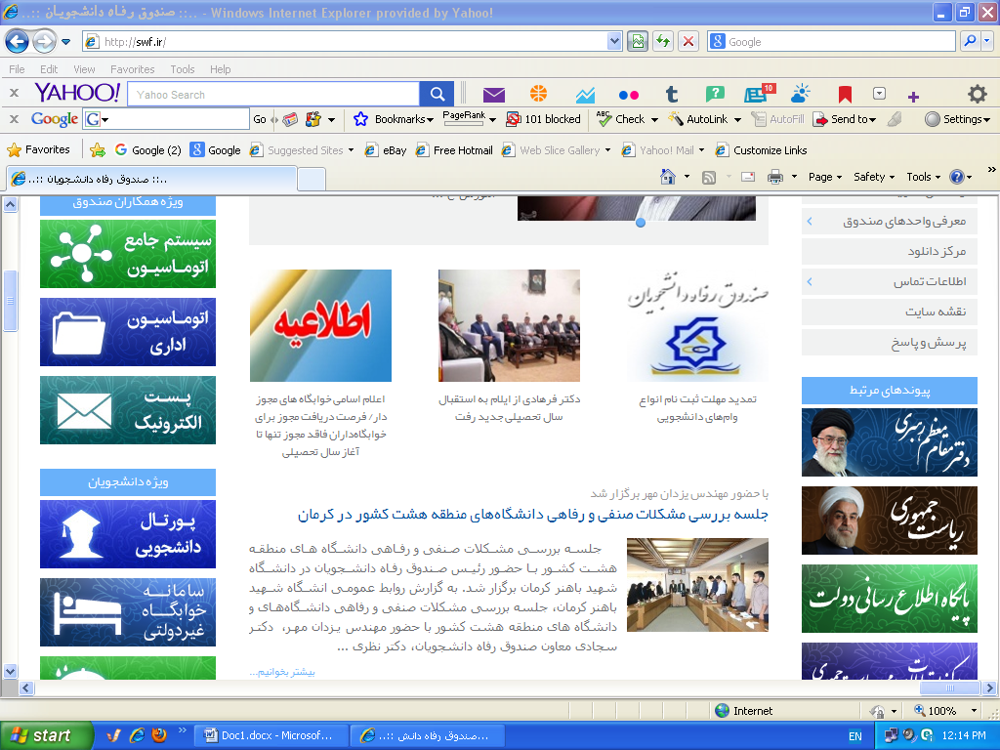 ..:: صندوق رفاه دانشجویان ::.. - Windows Internet Explorer provided by Yahoo!
http://swf.ir/
Google
File Edit View Favorites Tools Help
YAHOO! Yahoo Search
10
Google G Go Bookmarks PageRank 101 blocked ABC Check AutoLink AutoFill Send to Settings
Favorites Google (2) Google Suggested Sites eBay Free Hotmail Web Slice Gallery Yahoo! Mail Customize Links
..:: صندوق رفاه دانشجویان ::..
Page Safety Tools
معرفی واحدهای صندوق
مرکز دانلود
اطلاعات تماس
نقشه سایت
پرسش و پاسخ
پیوندهای مرتبط
دفتر مقام معظم رهبری
ریاست جمهوری
پایگاه اطلاع رسانی دولت
صندوق رفاه دانشجویان
تمدید مهلت ثبت نام انواع
وام‌های دانشجویی
دکتر فرهادی از ایلام به استقبال
سال تحصیلی جدید رفت
اطلاعیه
اعلام اسامی خوابگاه های مجوز
دار/ فرصت دریافت مجوز برای
خوابگاه‌داران فاقد مجوز تنها تا
آغاز سال تحصیلی
با حضور مهندس یزدان مهر برگزار شد
جلسه بررسی مشکلات صنفی و رفاهی دانشگاه‌های منطقه هشت کشور در کرمان
جلسه بررسی مشکلات صنفی و رفاهی دانشگاه های منطقه
هشت کشور با حضور رئیس صندوق رفاه دانشجویان در دانشگاه
شهید باهنر کرمان برگزار شد. به گزارش روابط عمومی انشگاه شهید
باهنر کرمان، جلسه بررسی مشکلات صنفی و رفاهی دانشگاه‌های و
دانشگاه های منطقه هشت کشور با حضور مهندس یزدان مهر، دکتر
سجادی معاون صندوق رفاه دانشجویان، دکتر نظری ...
بیشتر بخوانیم...
ویژه همکاران صندوق
سیستم جامع
اتوماسیون
اتوماسیون
اداری
پست
الکترونیک
ویژه دانشجویان
پورتال
دانشجویی
سامانه
خوابگاه
غیردولتی
Internet 100%
start Doc1.docx - Microsof... ..:: صندوق رفاه دانش... EN 12:14 PM